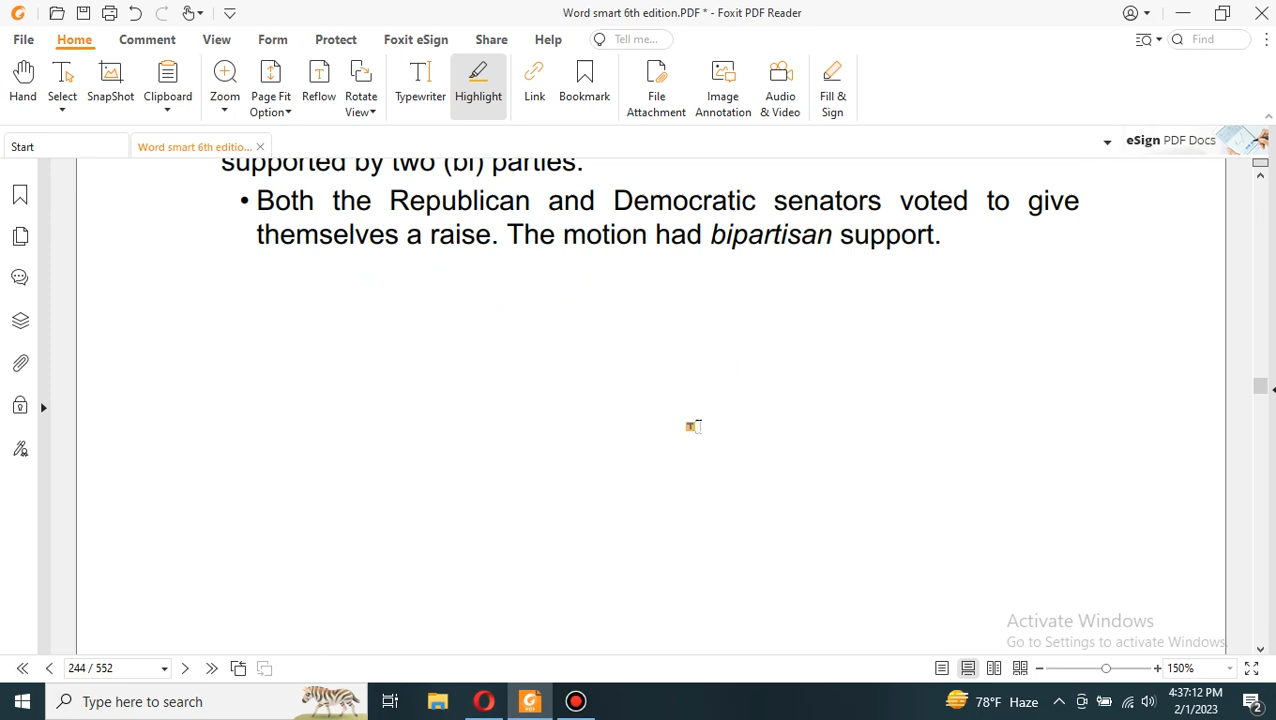 Word smart 6th edition.PDF * - Foxit PDF Reader
File Home Comment View Form Protect Foxit eSign Share Help Tell me... Find
Hand Select SnapShot Clipboard Zoom Page Fit Option Reflow Rotate View Typewriter Highlight Link Bookmark File Attachment Image Annotation Audio & Video Fill & Sign
Start Word smart 6th editio... eSign PDF Docs
supported by two (bi) parties.
• Both the Republican and Democratic senators voted to give
themselves a raise. The motion had bipartisan support.
Activate Windows
Go to Settings to activate Windows.
244 / 552 150%
Type here to search 78°F Haze 4:37:12 PM
2/1/2023 2